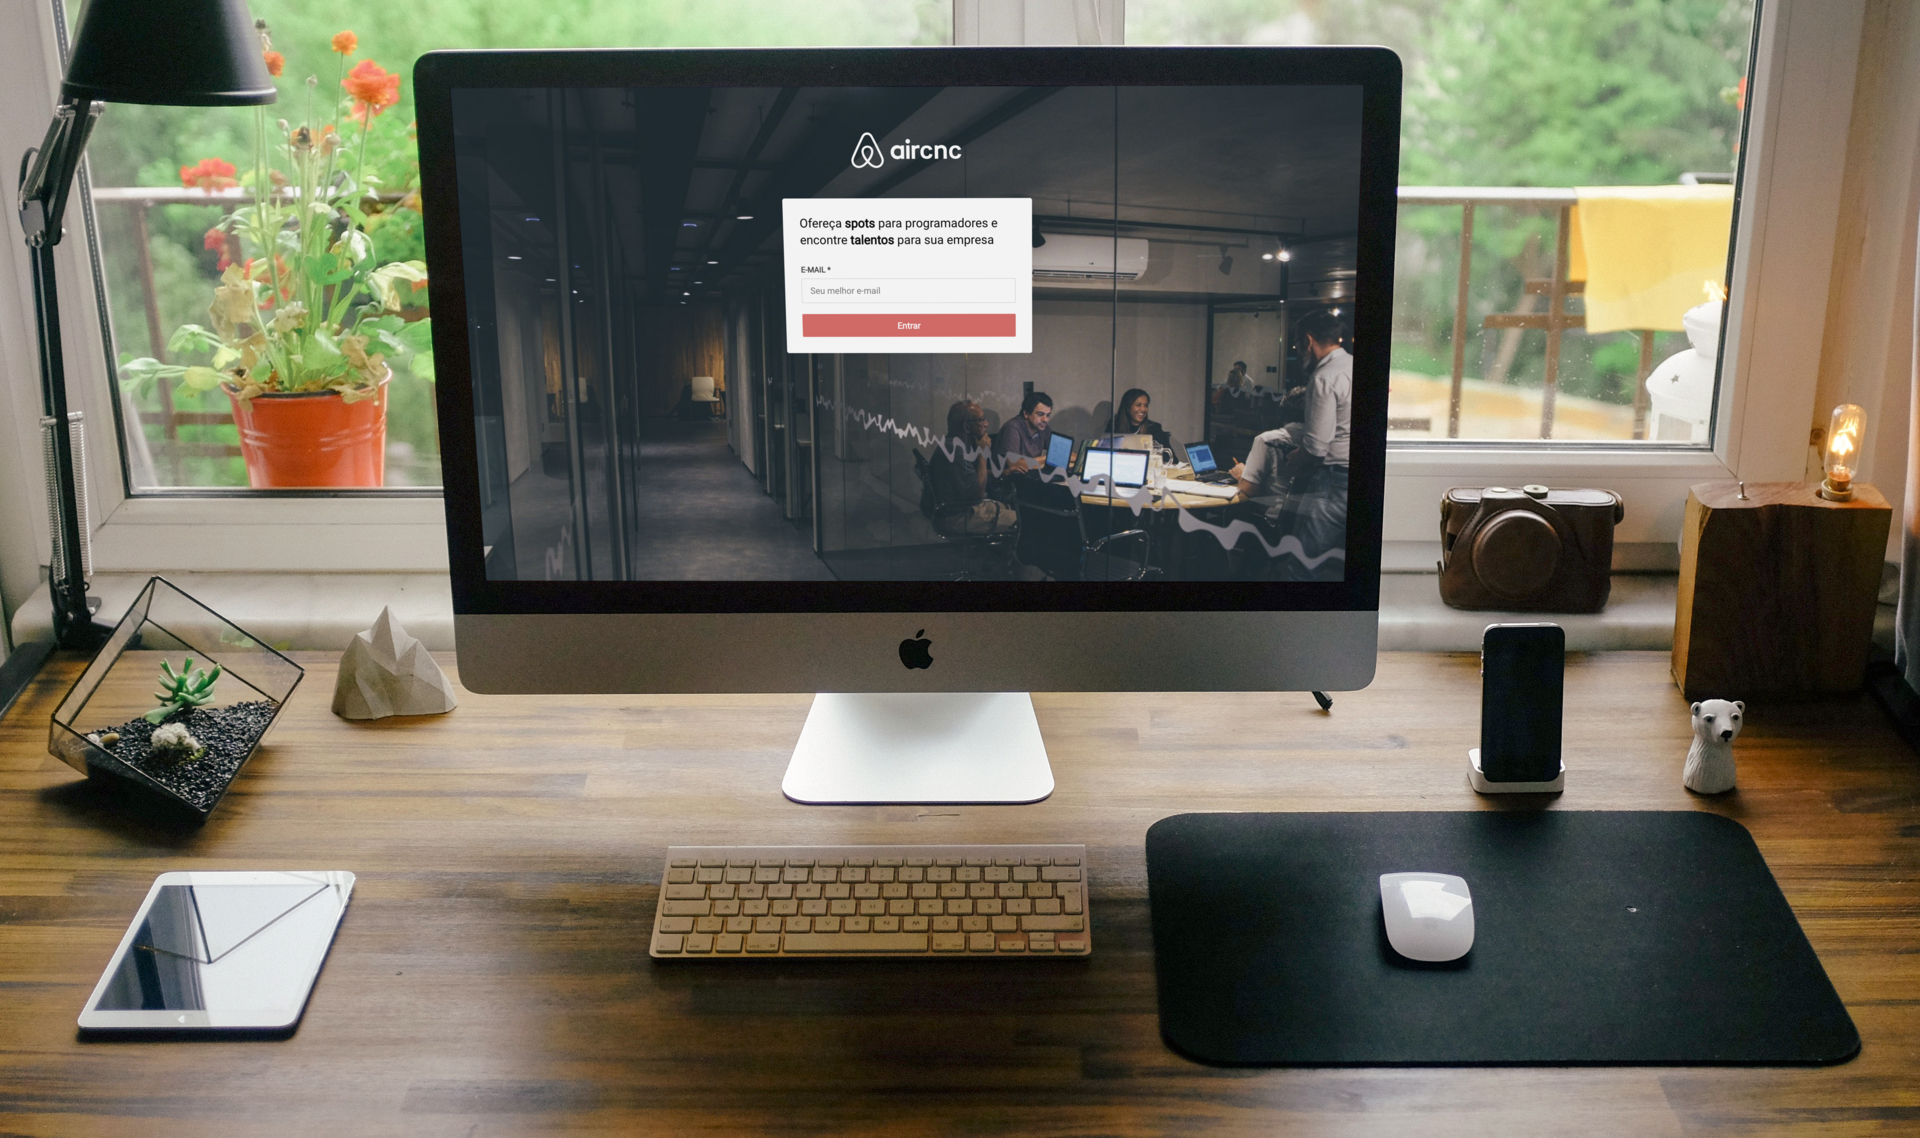 aircnc
Ofereça spots para programadores e
encontre talentos para sua empresa
E-MAIL *
Seu melhor e-mail
Entrar